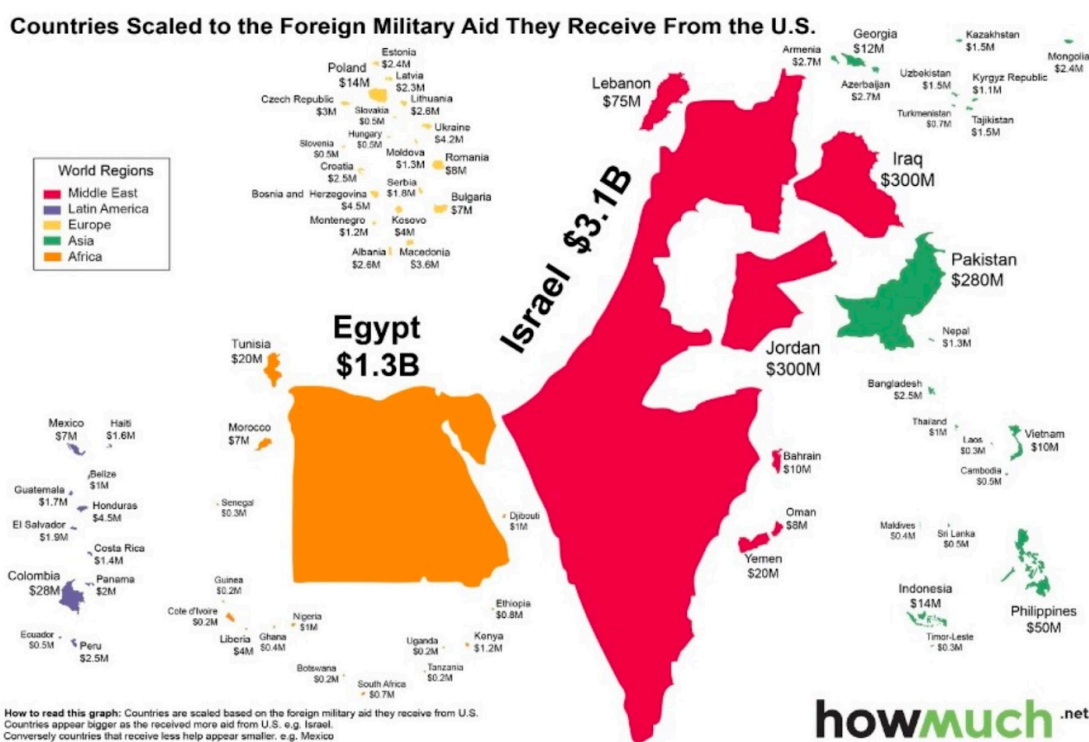 Countries Scaled to the Foreign Military Aid They Receive From the U.S.
Estonia
$2.4M
Poland
$14M
Latvia
$2.3M
Czech Republic
$3M
Lithuania
$2.6M
Slovakia
$0.5M
Ukraine
$4.2M
Hungary
$0.5M
Slovenia
$0.5M
Moldova
$1.3M
Romania
$8M
Croatia
$2.5M
Serbia
$1.8M
Bosnia and Herzegovina
$4.5M
Bulgaria
$7M
Montenegro
$1.2M
Kosovo
$4M
Albania
$2.6M
Macedonia
$3.6M
World Regions
Middle East
Latin America
Europe
Asia
Africa
Lebanon
$75M
Israel $3.1B
Iraq
$300M
Jordan
$300M
Bahrain
$10M
Oman
$8M
Yemen
$20M
Armenia
$2.7M
Georgia
$12M
Azerbaijan
$2.7M
Kazakhstan
$1.5M
Mongolia
$2.4M
Uzbekistan
$1.5M
Kyrgyz Republic
$1.1M
Turkmenistan
$0.7M
Tajikistan
$1.5M
Pakistan
$280M
Nepal
$1.3M
Bangladesh
$2.5M
Thailand
$1M
Laos
$0.3M
Vietnam
$10M
Cambodia
$0.5M
Maldives
$0.4M
Sri Lanka
$0.5M
Indonesia
$14M
Timor-Leste
$0.3M
Philippines
$50M
Egypt
$1.3B
Tunisia
$20M
Morocco
$7M
Senegal
$0.3M
Djibouti
$1M
Guinea
$0.2M
Cote d'Ivoire
$0.2M
Liberia
$4M
Ghana
$0.4M
Nigeria
$1M
Ethiopia
$0.8M
Uganda
$0.2M
Kenya
$1.2M
Botswana
$0.2M
Tanzania
$0.2M
South Africa
$0.7M
Mexico
$7M
Haiti
$1.6M
Belize
$1M
Guatemala
$1.7M
Honduras
$4.5M
El Salvador
$1.9M
Costa Rica
$1.4M
Colombia
$28M
Panama
$2M
Ecuador
$0.5M
Peru
$2.5M
How to read this graph: Countries are scaled based on the foreign military aid they receive from U.S.
Countries appear bigger as the received more aid from U.S. e.g. Israel.
Conversely countries that receive less help appear smaller. e.g. Mexico
howmuch.net